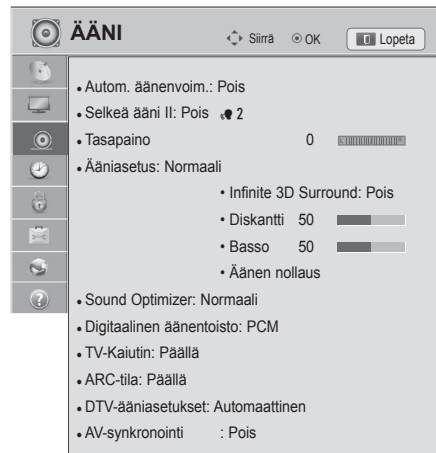 ÄÄNI
Siirrä OK Lopeta
• Autom. äänenvoim.: Pois
• Selkeä ääni II: Pois 2
• Tasapaino 0
• Ääniasetus: Normaali
• Infinite 3D Surround: Pois
• Diskantti 50
• Basso 50
• Äänen nollaus
• Sound Optimizer: Normaali
• Digitaalinen äänentoisto: PCM
• TV-Kaiutin: Päällä
• ARC-tila: Päällä
• DTV-ääniasetukset: Automaattinen
• AV-synkronointi : Pois